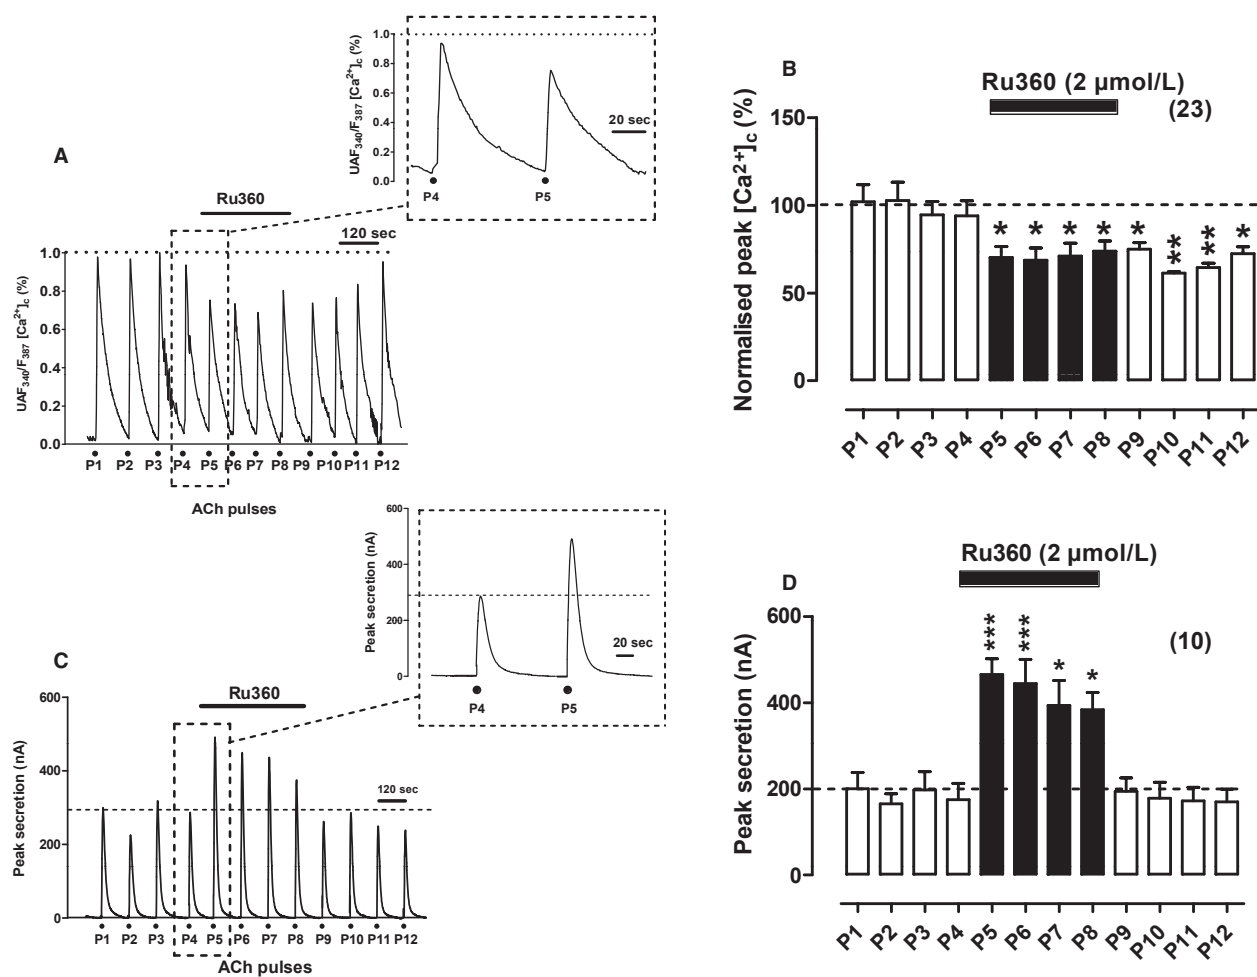 A
UAF340/F387 [Ca2+]c (%)
1.0
0.8
0.6
0.4
0.2
0.0
20 sec
P4
P5
Ru360
120 sec
UAF340/F387 [Ca2+]c (%)
1.0
0.8
0.6
0.4
0.2
0.0
P1 P2 P3 P4 P5 P6 P7 P8 P9 P10 P11 P12
ACh pulses
B
Ru360 (2 µmol/L)
(23)
Normalised peak [Ca2+]c (%)
150
100
50
0
* * * * * ** ** *
P1 P2 P3 P4 P5 P6 P7 P8 P9 P10 P11 P12
C
Peak secretion (nA)
600
400
200
0
20 sec
P4
P5
Ru360
120 sec
Peak secretion (nA)
600
400
200
0
P1 P2 P3 P4 P5 P6 P7 P8 P9 P10 P11 P12
ACh pulses
D
Ru360 (2 µmol/L)
(10)
Peak secretion (nA)
600
400
200
0
*** *** * *
P1 P2 P3 P4 P5 P6 P7 P8 P9 P10 P11 P12